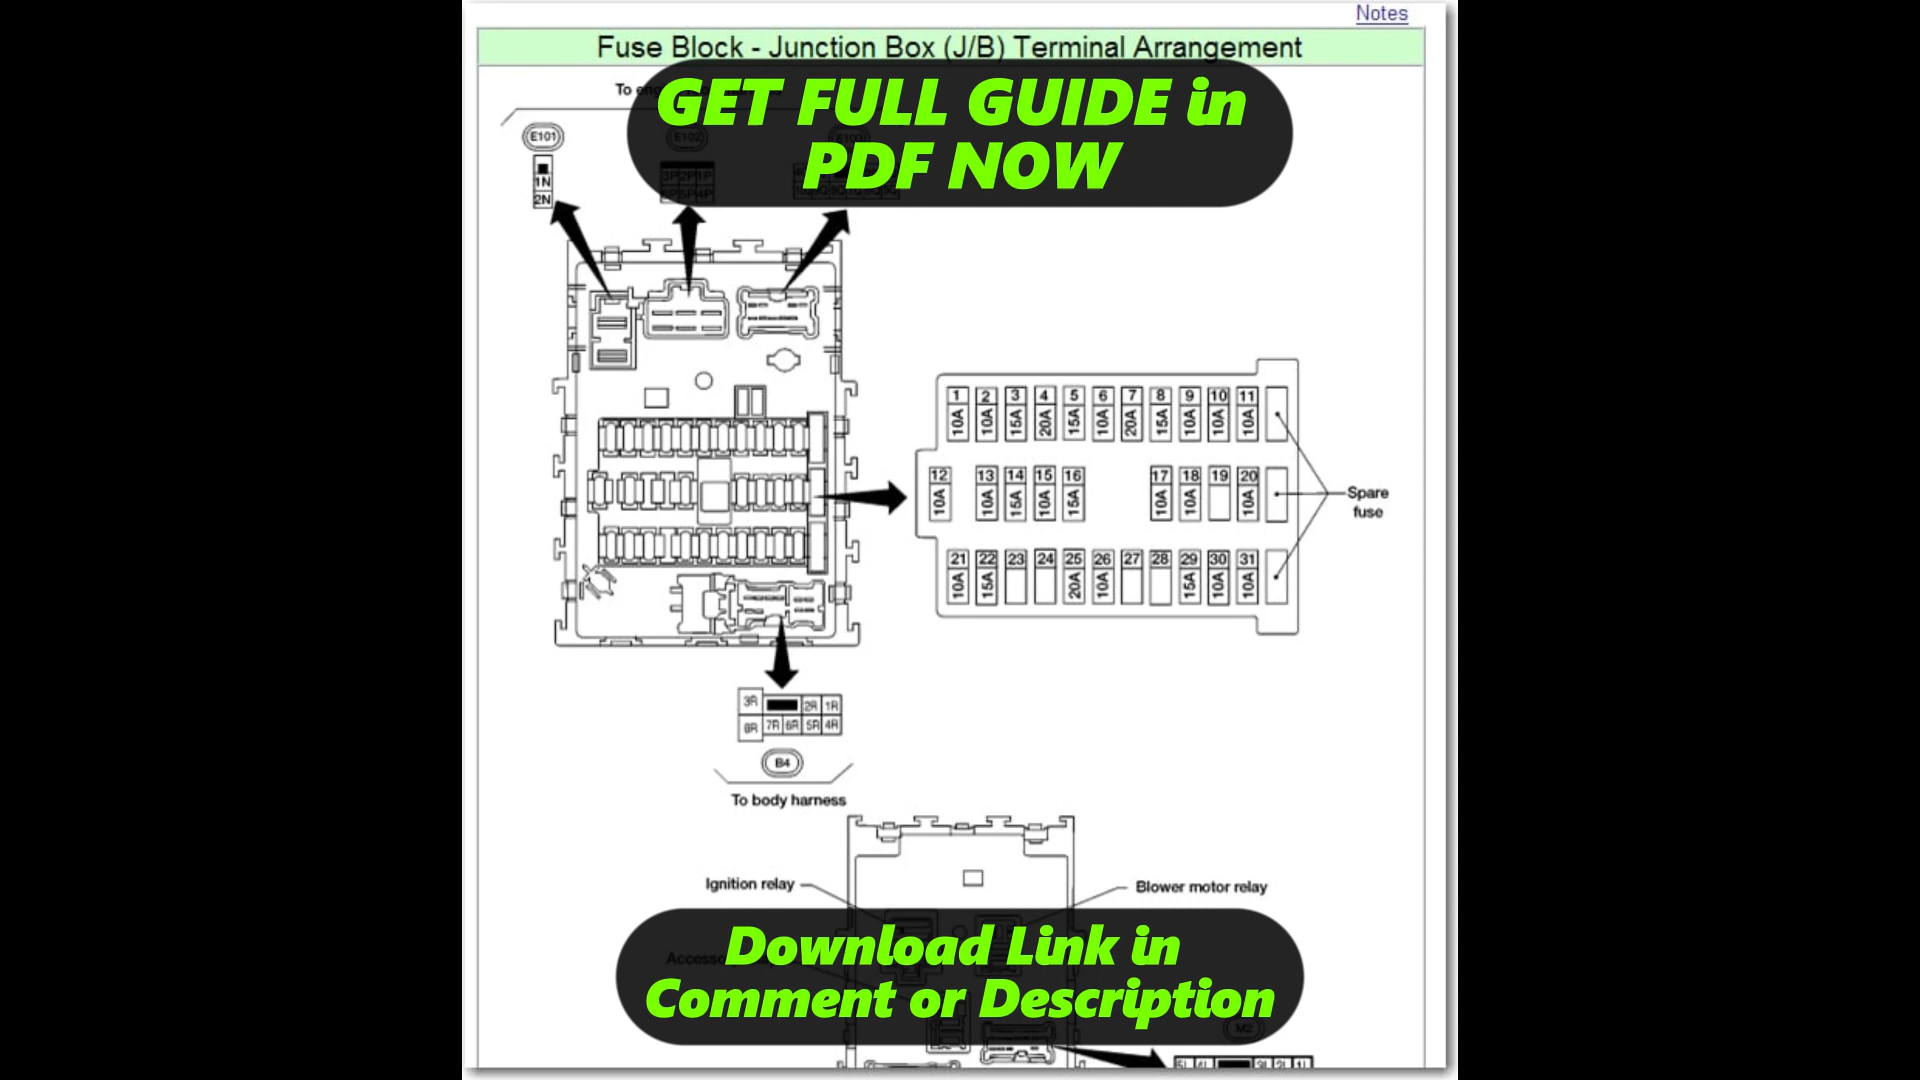 Notes
Fuse Block - Junction Box (J/B) Terminal Arrangement
GET FULL GUIDE in
PDF NOW
E101 E102
1N
2N
1 2 3 4 5 6 7 8 9 10 11
10A 10A 15A 20A 15A 10A 20A 15A 10A 10A 10A
12 13 14 15 16 17 18 19 20
10A 10A 15A 10A 15A 10A 10A 10A
Spare
fuse
21 22 23 24 25 26 27 28 29 30 31
10A 15A 20A 10A 15A 10A 10A
3R 2R 1R
8R 7R 6R 5R 4R
B4
To body harness
Ignition relay
Blower motor relay
Download Link in
Comment or Description
M2